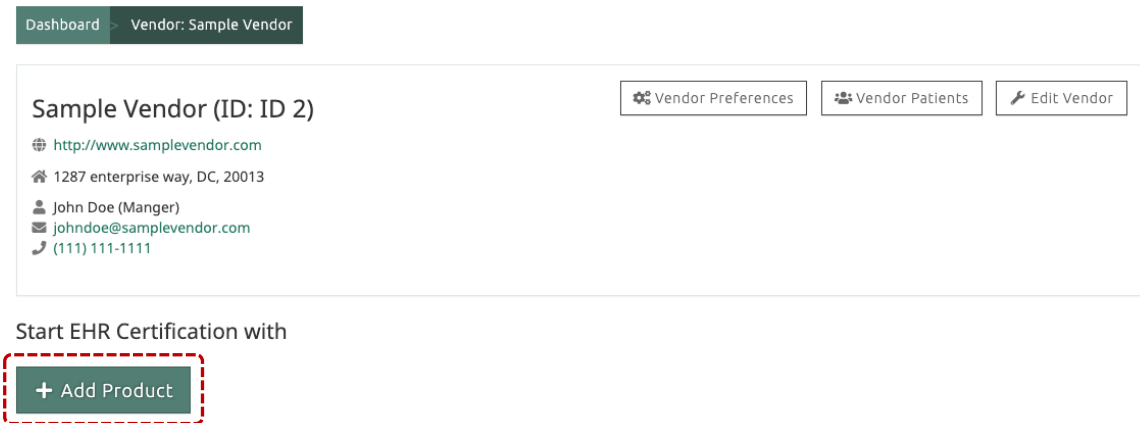 Dashboard > Vendor: Sample Vendor
Sample Vendor (ID: ID 2)
Vendor Preferences
Vendor Patients
Edit Vendor
http://www.samplevendor.com
1287 enterprise way, DC, 20013
John Doe (Manger)
johndoe@samplevendor.com
(111) 111-1111
Start EHR Certification with
+ Add Product